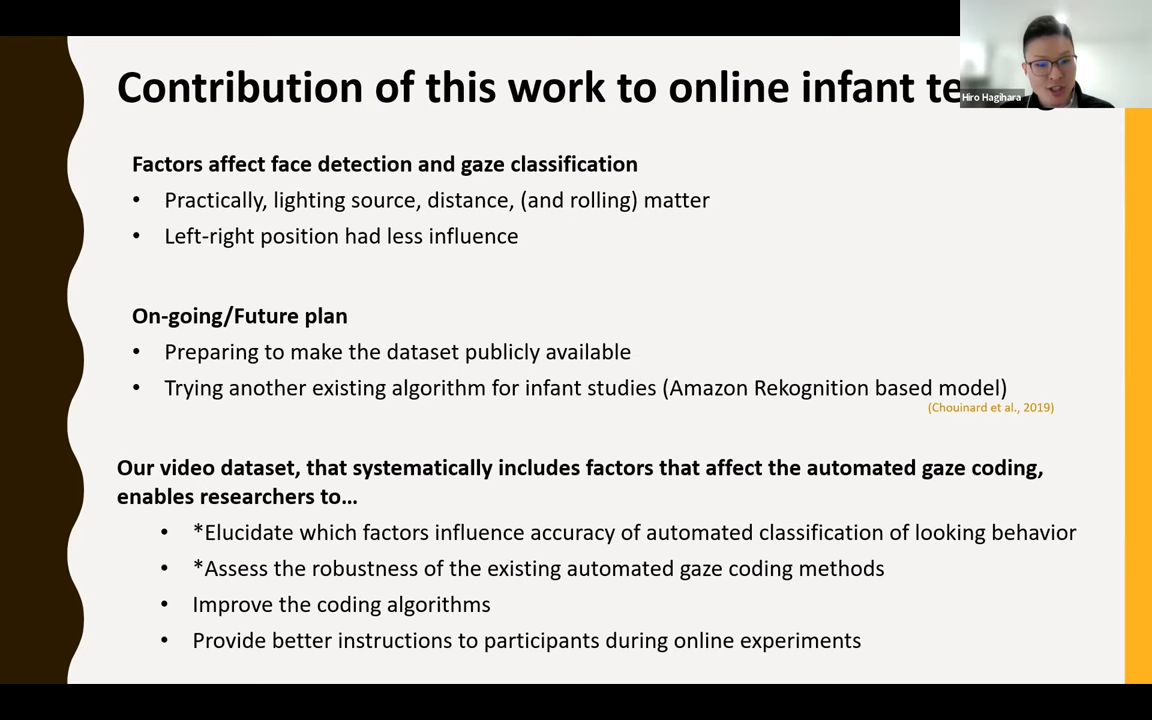 Contribution of this work to online infant
Hiro Hagihara
Factors affect face detection and gaze classification
• Practically, lighting source, distance, (and rolling) matter
• Left-right position had less influence
On-going/Future plan
• Preparing to make the dataset publicly available
• Trying another existing algorithm for infant studies (Amazon Rekognition based model)
(Chouinard et al., 2019)
Our video dataset, that systematically includes factors that affect the automated gaze coding,
enables researchers to…
• *Elucidate which factors influence accuracy of automated classification of looking behavior
• *Assess the robustness of the existing automated gaze coding methods
• Improve the coding algorithms
• Provide better instructions to participants during online experiments